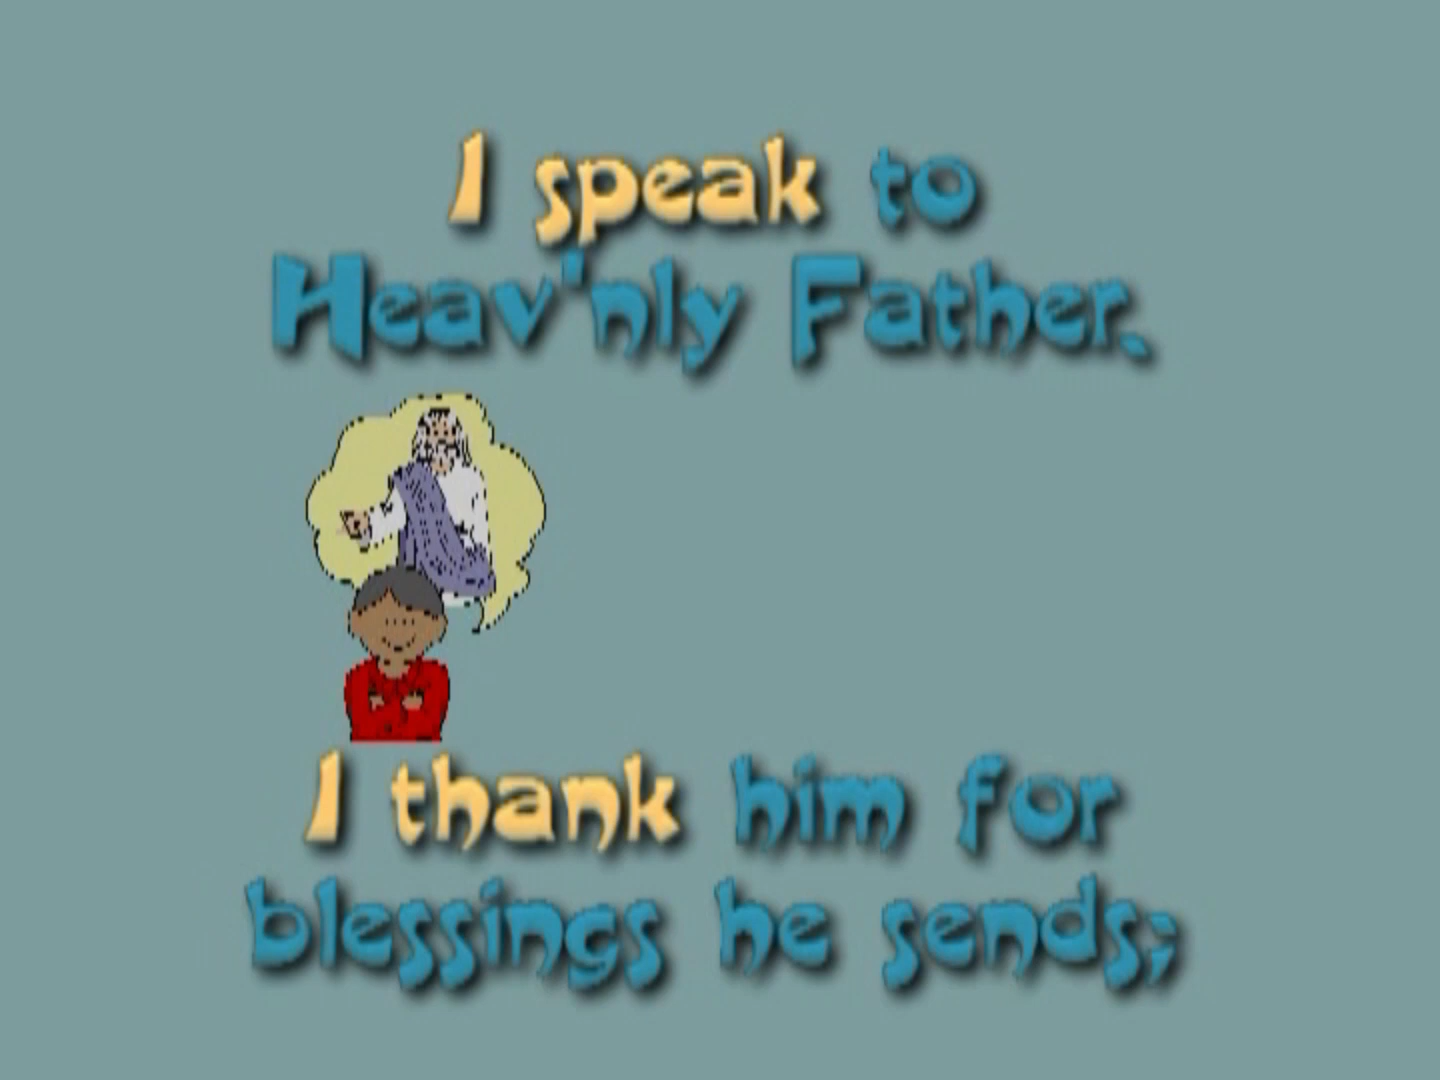 I speak to
Heav'nly Father.
I thank him for
blessings he sends;